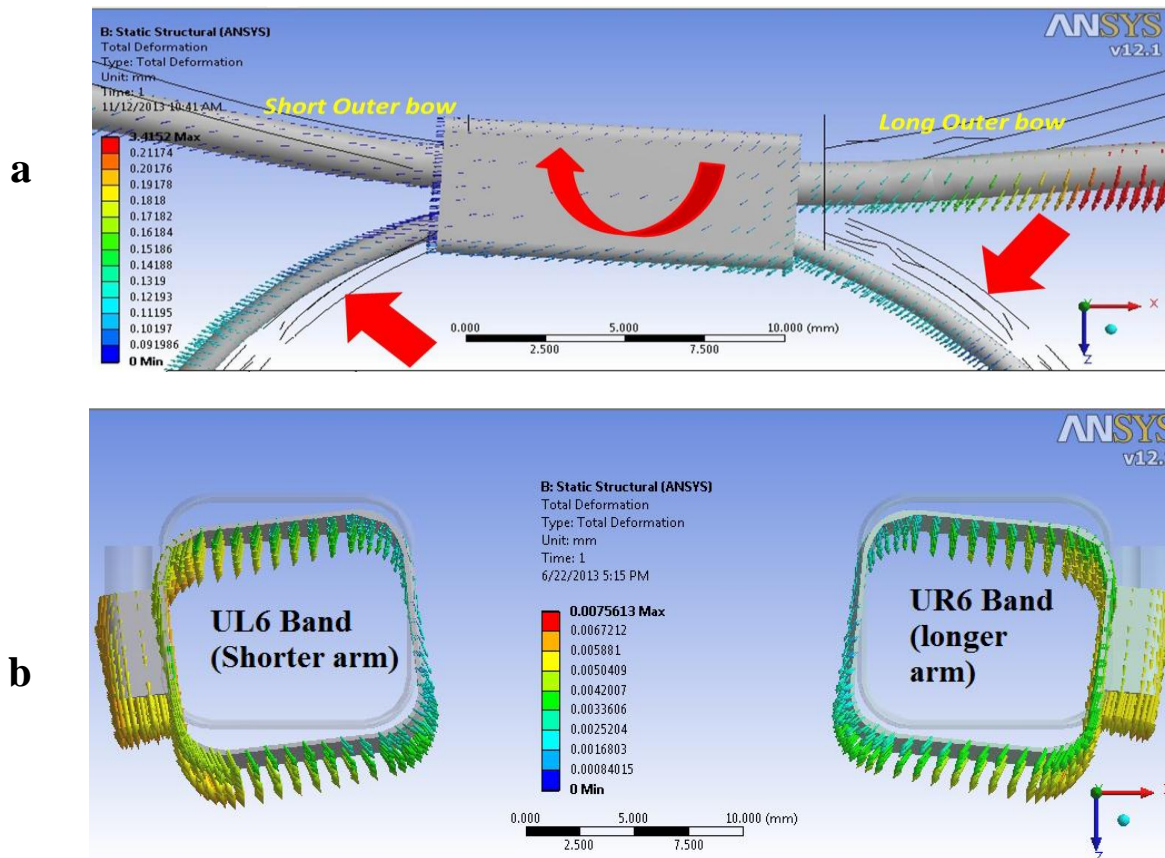 a
B: Static Structural (ANSYS)
Total Deformation
Type: Total Deformation
Unit: mm
Time: 1
11/12/2013 10:41 AM
3.4152 Max
0.21174
0.20176
0.19178
0.1818
0.17182
0.16184
0.15186
0.14188
0.1319
0.12193
0.11195
0.10197
0.091986
0 Min
Short Outer bow
Long Outer bow
ANSYS
v12.1
0.000 5.000 10.000 (mm)
2.500 7.500
X
Z
b
ANSYS
B: Static Structural (ANSYS)
Total Deformation
Type: Total Deformation
Unit: mm
Time: 1
6/22/2013 5:15 PM
0.0075613 Max
0.0067212
0.005881
0.0050409
0.0042007
0.0033606
0.0025204
0.0016803
0.00084015
0 Min
UL6 Band
(Shorter arm)
UR6 Band
(longer
arm)
0.000 5.000 10.000 (mm)
2.500 7.500
Z